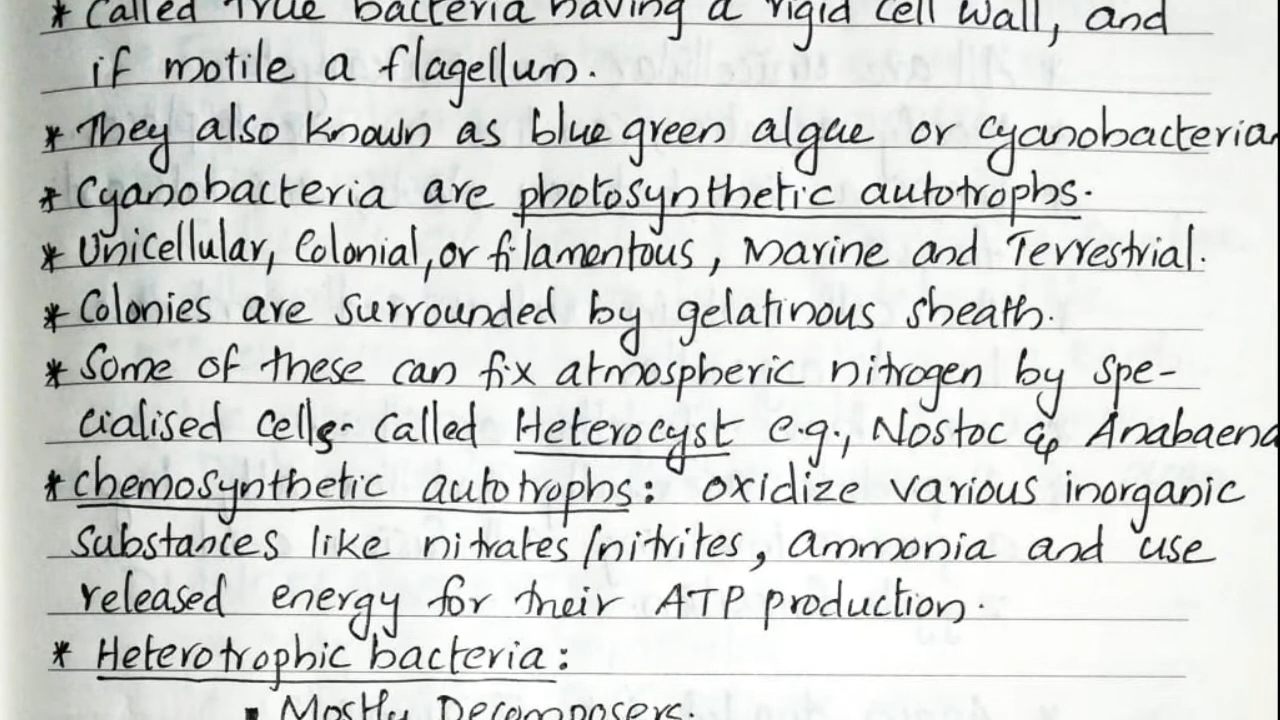 * Called True bacteria having a rigid cell wall, and
if motile a flagellum.
* They also known as blue green algae or cyanobacteria
* Cyanobacteria are photosynthetic autotrophs.
* Unicellular, Colonial, or filamentous, Marine and Terrestrial.
* Colonies are surrounded by gelatinous sheath.
* Some of these can fix atmospheric nitrogen by spe-
cialised cells called Heterocyst e.g., Nostoc & Anabaena
* Chemosynthetic autotrophs: oxidize various inorganic
substances like nitrates/nitrites, ammonia and use
released energy for their ATP production.
* Heterotrophic bacteria:
▪ Mostly Decomposers.